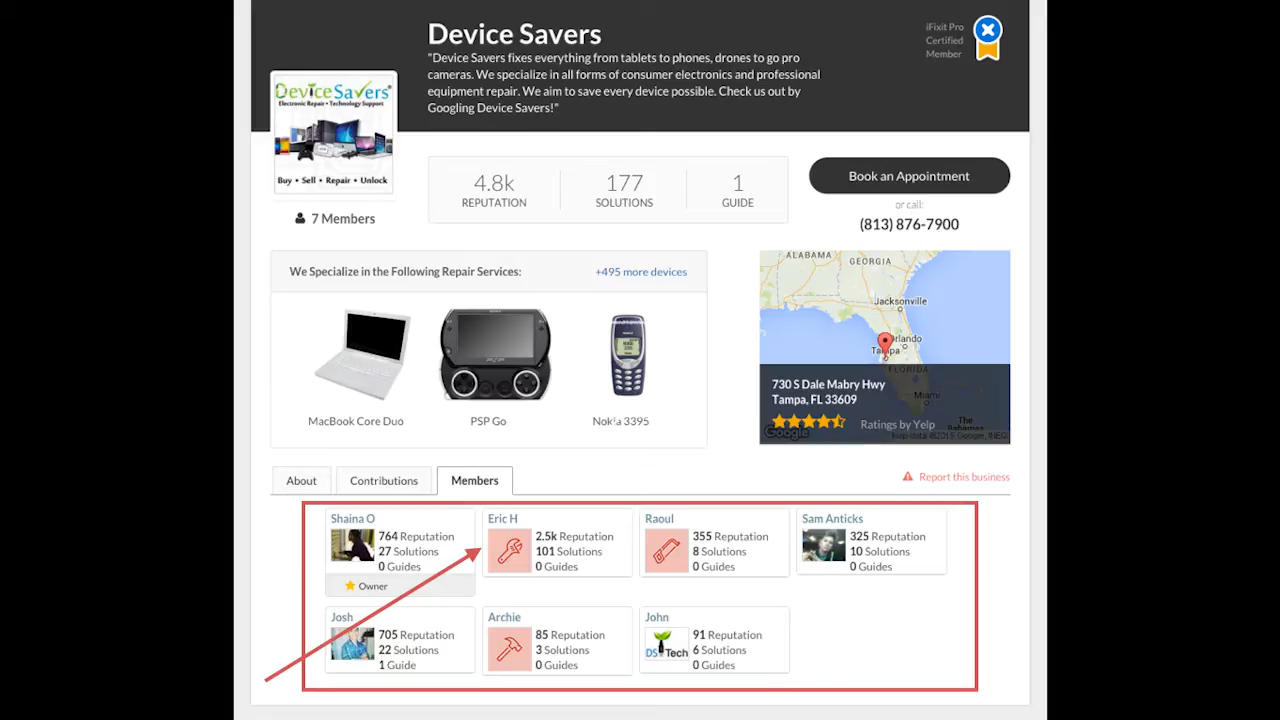 Device Savers
"Device Savers fixes everything from tablets to phones, drones to go pro
cameras. We specialize in all forms of consumer electronics and professional
equipment repair. We aim to save every device possible. Check us out by
Googling Device Savers!"
iFixit Pro
Certified
Member
DeviceSavers
Electronic Repair • Technology Support
Buy • Sell • Repair • Unlock
7 Members
4.8k
REPUTATION
177
SOLUTIONS
1
GUIDE
Book an Appointment
or call:
(813) 876-7900
We Specialize in the Following Repair Services:
+495 more devices
MacBook Core Duo
PSP Go
Nokia 3395
ALABAMA
GEORGIA
Jacksonville
Orlando
Tampa
FLORIDA
Miami
The
Bahamas
730 S Dale Mabry Hwy
Tampa, FL 33609
Ratings by Yelp
Google
About
Contributions
Members
Report this business
Shaina O
764 Reputation
27 Solutions
0 Guides
Owner
Eric H
2.5k Reputation
101 Solutions
0 Guides
Raoul
355 Reputation
8 Solutions
0 Guides
Sam Anticks
325 Reputation
10 Solutions
0 Guides
Josh
705 Reputation
22 Solutions
1 Guide
Archie
85 Reputation
3 Solutions
0 Guides
John
DS Tech
91 Reputation
6 Solutions
0 Guides